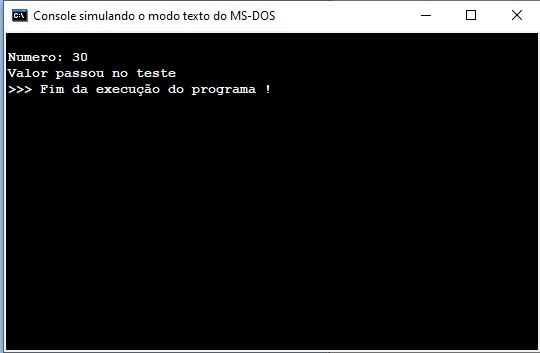 C:\
Console simulando o modo texto do MS-DOS
Numero: 30
Valor passou no teste
>>> Fim da execução do programa !